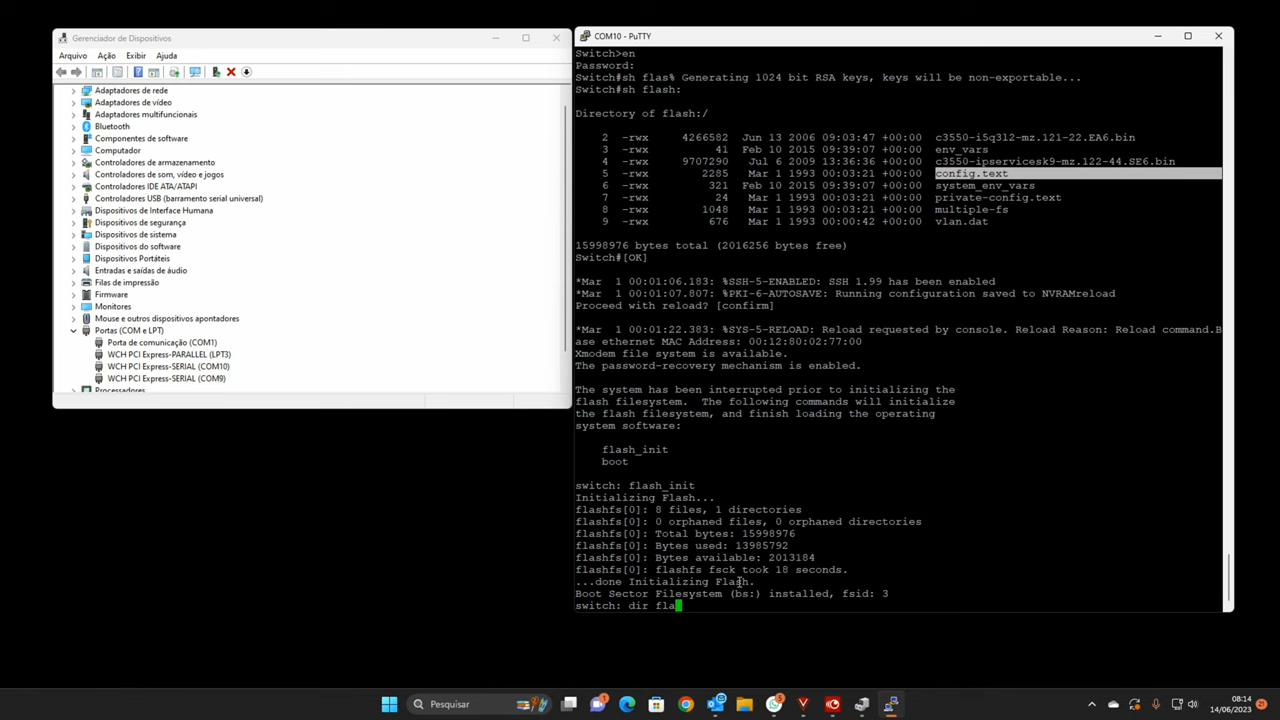 Gerenciador de Dispositivos
Arquivo Ação Exibir Ajuda
Adaptadores de rede
Adaptadores de vídeo
Adaptadores multifuncionais
Bluetooth
Componentes de software
Computador
Controladores de armazenamento
Controladores de som, vídeo e jogos
Controladores IDE ATA/ATAPI
Controladores USB (barramento serial universal)
Dispositivos de Interface Humana
Dispositivos de segurança
Dispositivos de sistema
Dispositivos do software
Dispositivos Portáteis
Entradas e saídas de áudio
Filas de impressão
Firmware
Monitores
Mouse e outros dispositivos apontadores
Portas (COM e LPT)
Porta de comunicação (COM1)
WCH PCI Express-PARALLEL (LPT3)
WCH PCI Express-SERIAL (COM10)
WCH PCI Express-SERIAL (COM9)
Processadores
COM10 - PuTTY
Switch>en
Password:
Switch#sh flas% Generating 1024 bit RSA keys, keys will be non-exportable...
Switch#sh flash:
Directory of flash:/
2 -rwx 4266582 Jun 13 2006 09:03:47 +00:00 c3550-i5q3l2-mz.121-22.EA6.bin
3 -rwx 41 Feb 10 2015 09:39:07 +00:00 env_vars
4 -rwx 9707290 Jul 6 2009 13:36:36 +00:00 c3550-ipservicesk9-mz.122-44.SE6.bin
5 -rwx 2285 Mar 1 1993 00:03:21 +00:00 config.text
6 -rwx 321 Feb 10 2015 09:39:07 +00:00 system_env_vars
7 -rwx 24 Mar 1 1993 00:03:21 +00:00 private-config.text
8 -rwx 1048 Mar 1 1993 00:03:21 +00:00 multiple-fs
9 -rwx 676 Mar 1 1993 00:00:42 +00:00 vlan.dat
15998976 bytes total (2016256 bytes free)
Switch#[OK]
*Mar 1 00:01:06.183: %SSH-5-ENABLED: SSH 1.99 has been enabled
*Mar 1 00:01:07.807: %PKI-6-AUTOSAVE: Running configuration saved to NVRAMreload
Proceed with reload? [confirm]
*Mar 1 00:01:22.383: %SYS-5-RELOAD: Reload requested by console. Reload Reason: Reload command.B
ase ethernet MAC Address: 00:12:80:02:77:00
Xmodem file system is available.
The password-recovery mechanism is enabled.
The system has been interrupted prior to initializing the
flash filesystem. The following commands will initialize
the flash filesystem, and finish loading the operating
system software:
flash_init
boot
switch: flash_init
Initializing Flash...
flashfs[0]: 8 files, 1 directories
flashfs[0]: 0 orphaned files, 0 orphaned directories
flashfs[0]: Total bytes: 15998976
flashfs[0]: Bytes used: 13985792
flashfs[0]: Bytes available: 2013184
flashfs[0]: flashfs fsck took 18 seconds.
...done Initializing Flash.
Boot Sector Filesystem (bs:) installed, fsid: 3
switch: dir fla
Pesquisar
08:14
14/06/2023